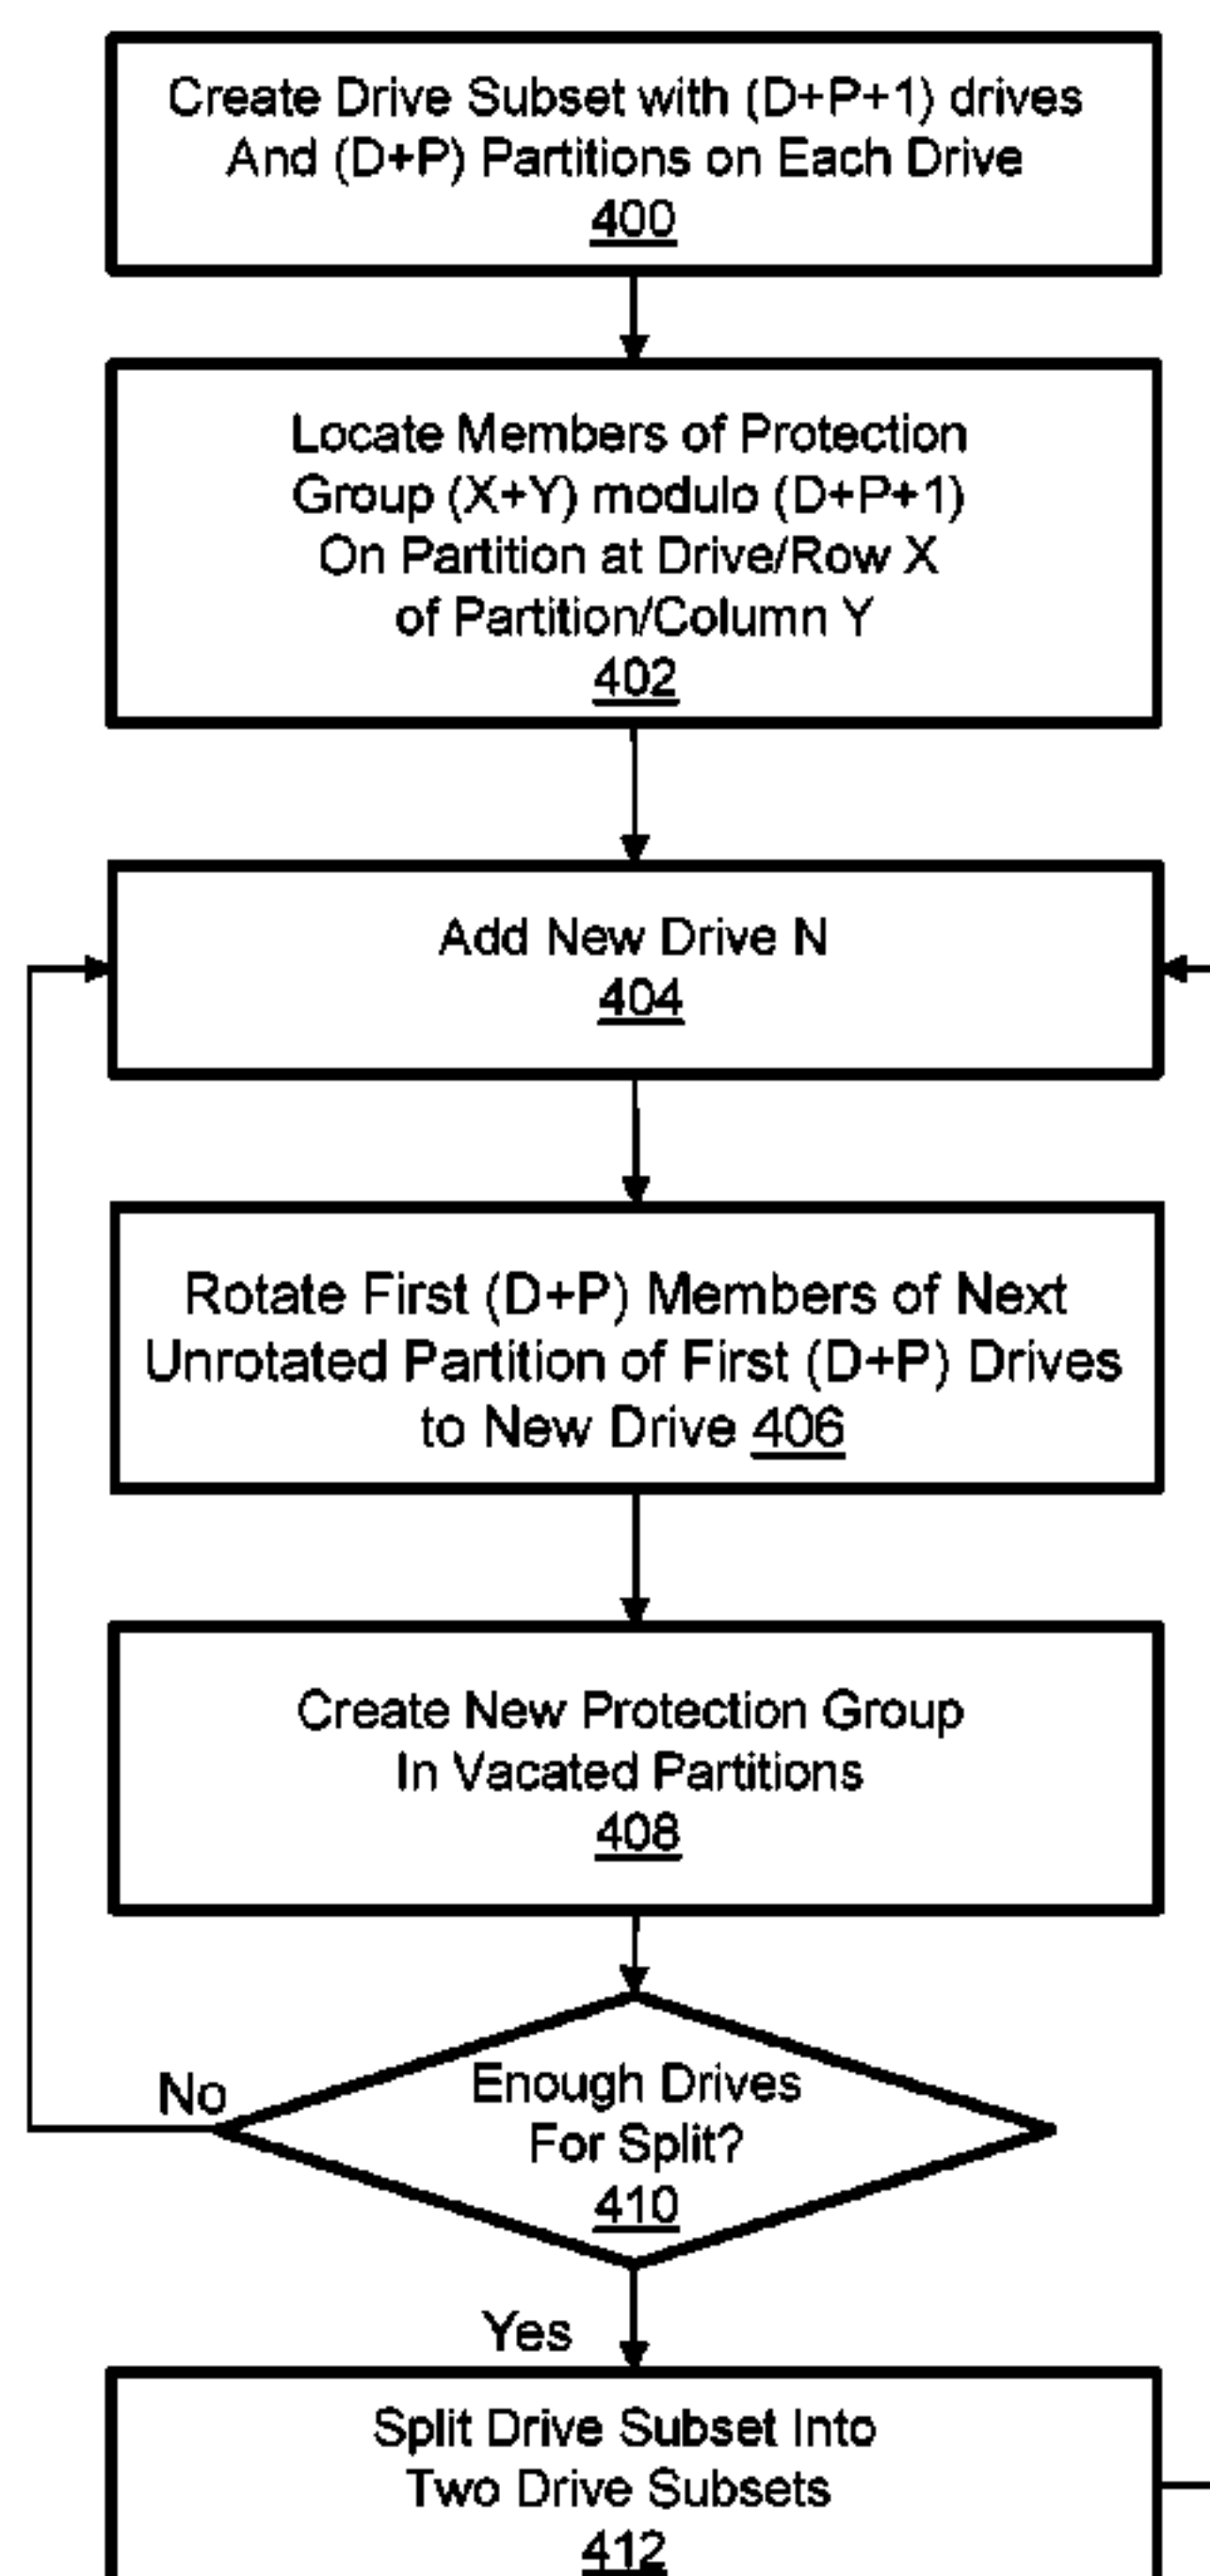 Create Drive Subset with (D+P+1) drives
And (D+P) Partitions on Each Drive
400
Locate Members of Protection
Group (X+Y) modulo (D+P+1)
On Partition at Drive/Row X
of Partition/Column Y
402
Add New Drive N
404
Rotate First (D+P) Members of Next
Unrotated Partition of First (D+P) Drives
to New Drive 406
Create New Protection Group
In Vacated Partitions
408
Enough Drives
For Split?
410
No
Yes
Split Drive Subset Into
Two Drive Subsets
412